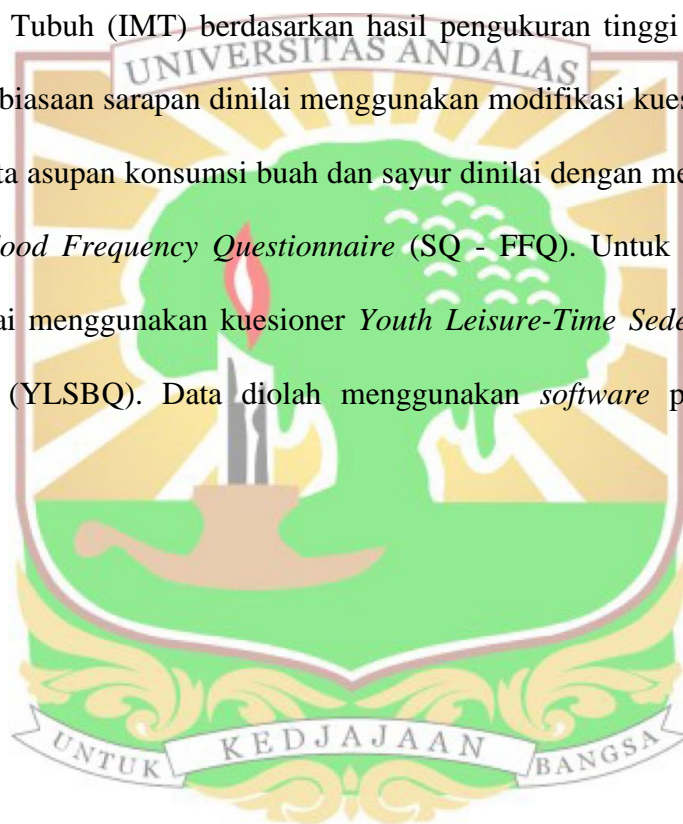 Tubuh (IMT) berdasarkan hasil pengukuran tinggi
UNIVERSITAS ANDALAS
biasaan sarapan dinilai menggunakan modifikasi kues
ta asupan konsumsi buah dan sayur dinilai dengan me
ood Frequency Questionnaire (SQ - FFQ). Untuk
ai menggunakan kuesioner Youth Leisure-Time Sede
(YLSBQ). Data diolah menggunakan software p
UNTUK KEDJAJAAN BANGSA